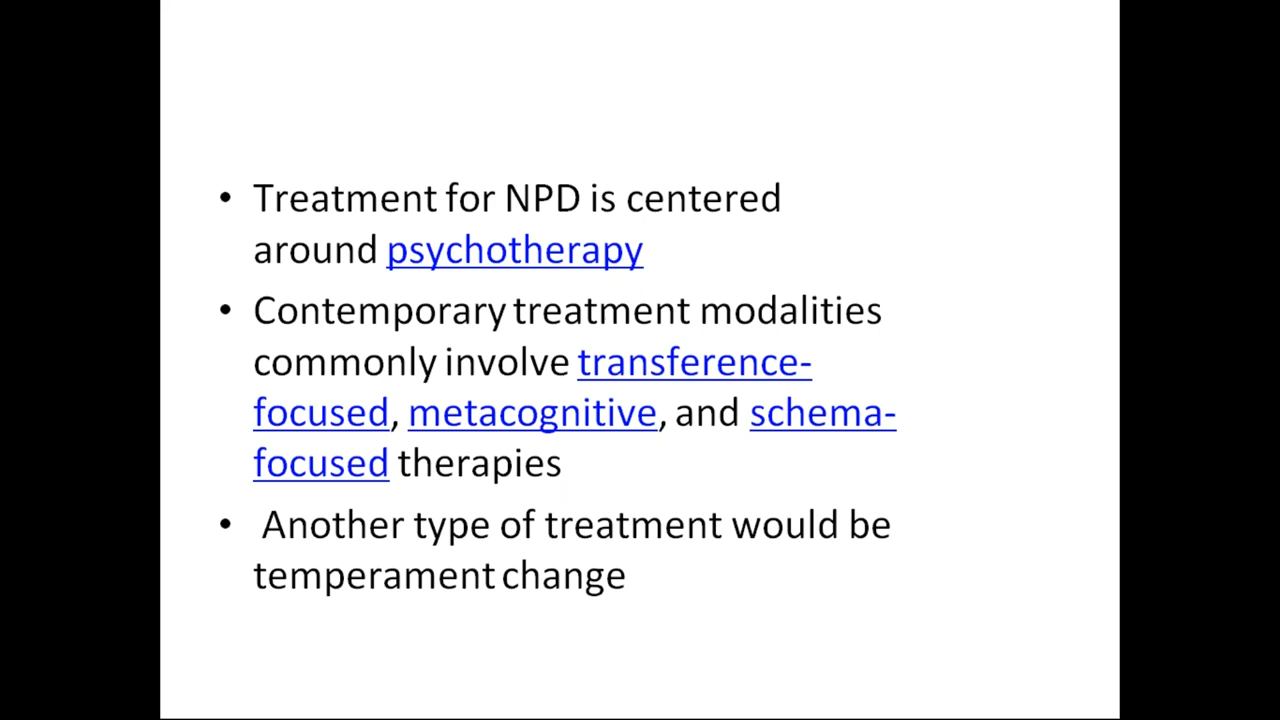 • Treatment for NPD is centered
around psychotherapy
• Contemporary treatment modalities
commonly involve transference-
focused, metacognitive, and schema-
focused therapies
• Another type of treatment would be
temperament change